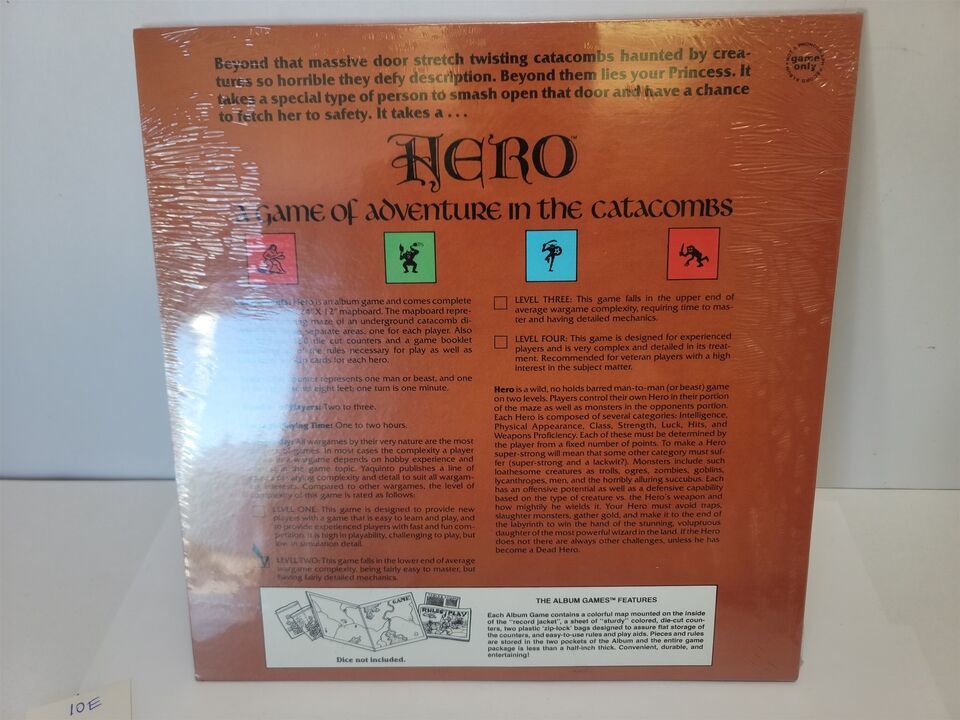 Beyond that massive door stretch twisting catacombs haunted by crea-
tures so horrible they defy description. Beyond them lies your Princess. It
takes a special type of person to smash open that door and have a chance
to fetch her to safety. It takes a . . .
game
only
HERO™
A GAME OF ADVENTURE IN THE CATACOMBS
Hero is an album game and comes complete
24" X 12" mapboard. The mapboard repre-
maze of an underground catacomb di-
separate areas, one for each player. Also
die cut counters and a game booklet
of the rules necessary for play as well as
cards for each hero.
counter represents one man or beast, and one
eight feet; one turn is one minute.
Players: Two to three.
Playing Time: One to two hours.
All wargames by their very nature are the most
of games. In most cases the complexity a player
wargame depends on hobby experience and
in the game topic. Yaquinto publishes a line of
varying complexity and detail to suit all wargam-
Compared to other wargames, the level of
complexity of this game is rated as follows:
LEVEL ONE: This game is designed to provide new
players with a game that is easy to learn and play, and
to provide experienced players with fast and fun com-
petition. It is high in playability, challenging to play, but
low in simulation detail.
LEVEL TWO: This game falls in the lower end of average
wargame complexity, being fairly easy to master, but
having fairly detailed mechanics.
LEVEL THREE: This game falls in the upper end of
average wargame complexity, requiring time to mas-
ter and having detailed mechanics.
LEVEL FOUR: This game is designed for experienced
players and is very complex and detailed in its treat-
ment. Recommended for veteran players with a high
interest in the subject matter.
Hero is a wild, no holds barred man-to-man (or beast) game
on two levels. Players control their own Hero in their portion
of the maze as well as monsters in the opponents portion.
Each Hero is composed of several categories: Intelligence,
Physical Appearance, Class, Strength, Luck, Hits, and
Weapons Proficiency. Each of these must be determined by
the player from a fixed number of points. To make a Hero
super-strong will mean that some other category must suf-
fer (super-strong and a lackwit?). Monsters include such
loathesome creatures as trolls, ogres, zombies, goblins,
lycanthropes, men, and the horribly alluring succubus. Each
has an offensive potential as well as a defensive capability
based on the type of creature vs. the Hero's weapon and
how mightily he wields it. Your Hero must avoid traps,
slaughter monsters, gather gold, and make it to the end of
the labyrinth to win the hand of the stunning, voluptuous
daughter of the most powerful wizard in the land. If the Hero
does not there are always other challenges, unless he has
become a Dead Hero.
GAME
RULES PLAY
Dice not included.
THE ALBUM GAMES™ FEATURES
Each Album Game contains a colorful map mounted on the inside
of the "record jacket", a sheet of "sturdy" colored, die-cut coun-
ters, two plastic 'zip-lock' bags designed to assure flat storage of
the counters, and easy-to-use rules and play aids. Pieces and rules
are stored in the two pockets of the Album and the entire game
package is less than a half-inch thick. Convenient, durable, and
entertaining!
10E